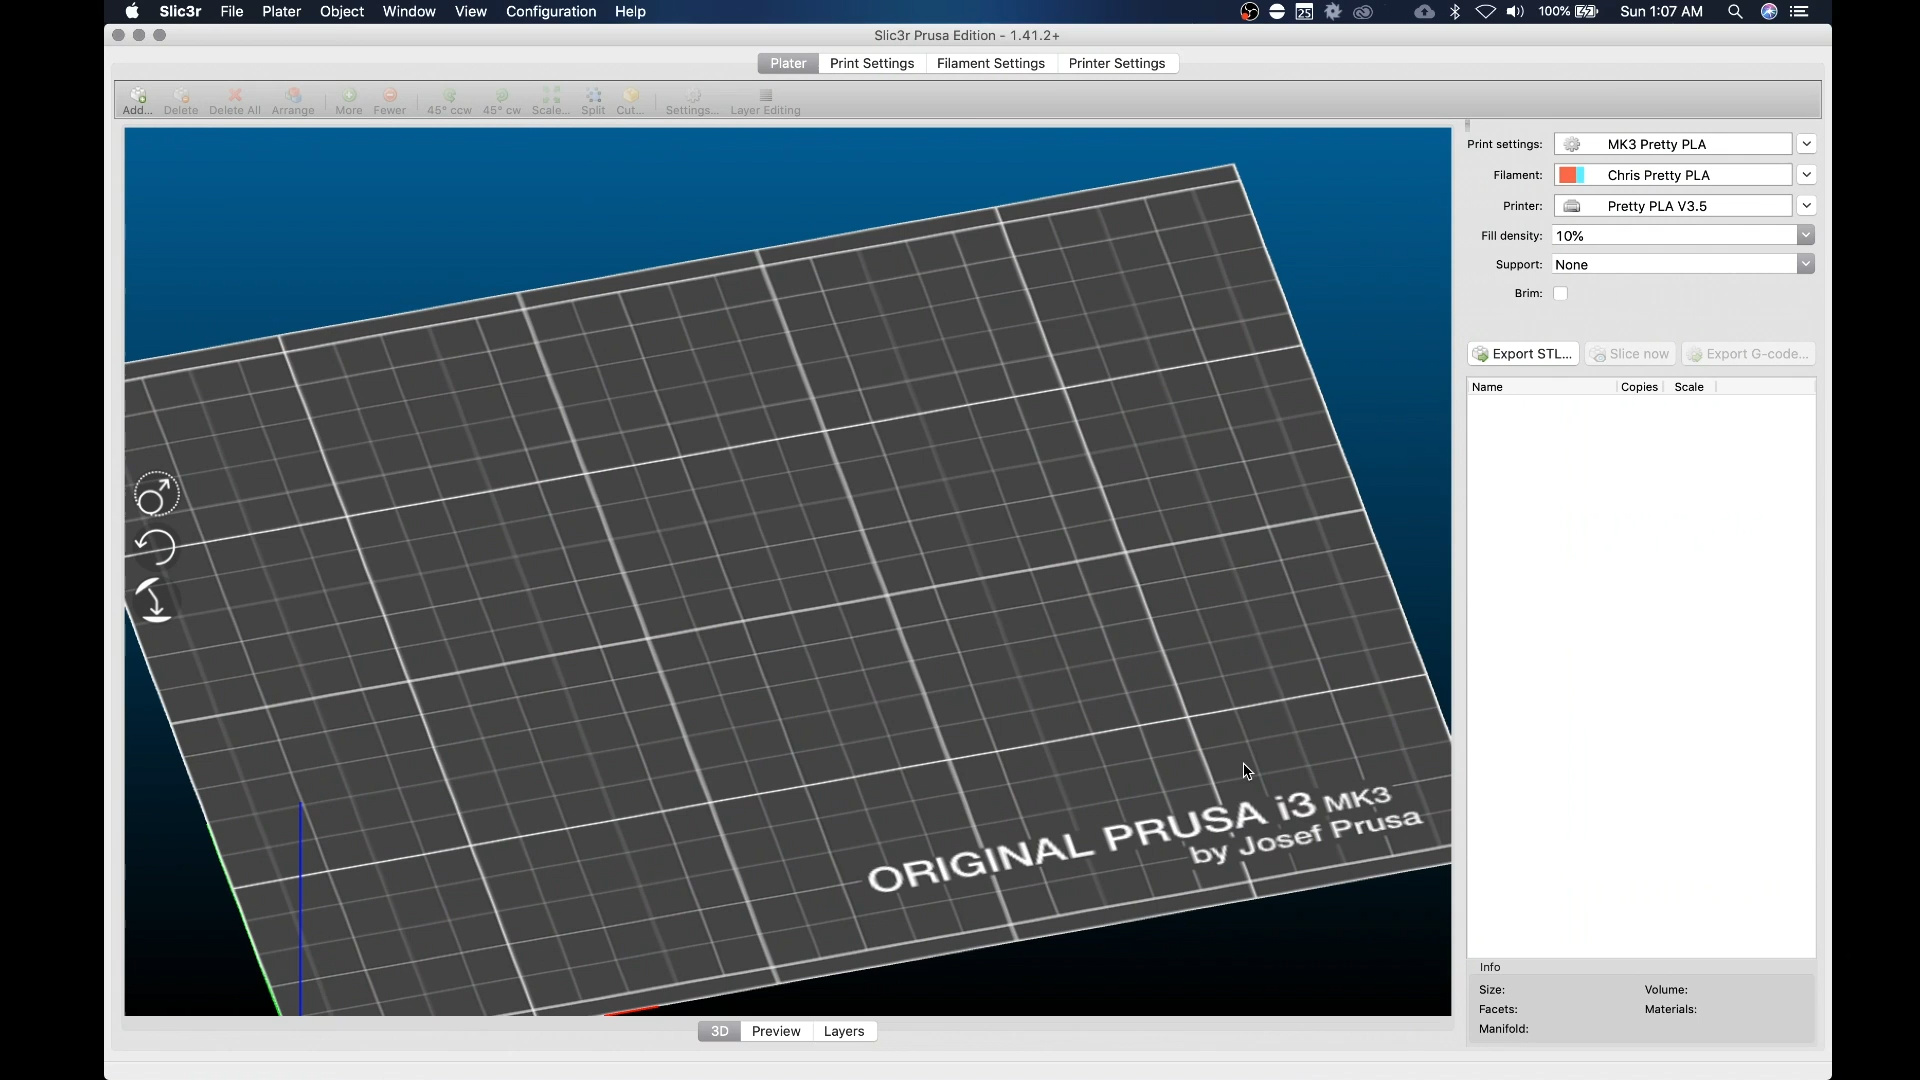 Slic3r File Plater Object Window View Configuration Help 25 100% Sun 1:07 AM
Slic3r Prusa Edition - 1.41.2+
Plater Print Settings Filament Settings Printer Settings
Add... Delete Delete All Arrange More Fewer 45° ccw 45° cw Scale... Split Cut... Settings... Layer Editing
Print settings: MK3 Pretty PLA
Filament: Chris Pretty PLA
Printer: Pretty PLA V3.5
Fill density: 10%
Support: None
Brim:
Export STL... Slice now Export G-code...
Name Copies Scale
ORIGINAL PRUSA i3 MK3
by Josef Prusa
Info
Size: Volume:
Facets: Materials:
Manifold:
3D Preview Layers